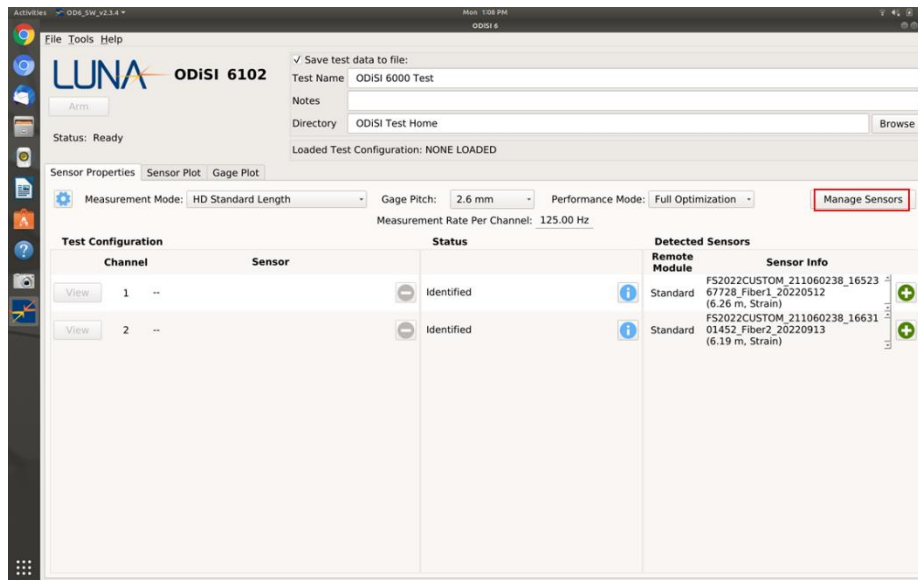 Activities
OD6_SW_v2.3.4
Mon 1:08 PM
ODiSI 6
File Tools Help
LUNA
ODiSI 6102
Save test data to file:
Test Name
ODiSI 6000 Test
Notes
Arm
Directory
ODiSI Test Home
Browse
Status: Ready
Loaded Test Configuration: NONE LOADED
Sensor Properties
Sensor Plot
Gage Plot
Measurement Mode:
HD Standard Length
Gage Pitch:
2.6 mm
Performance Mode:
Full Optimization
Manage Sensors
Measurement Rate Per Channel: 125.00 Hz
Test Configuration
Status
Detected Sensors
Channel
Sensor
Remote
Module
Sensor Info
View
1
--
Identified
Standard
FS2022CUSTOM_211060238_16523
67728_Fiber1_20220512
(6.26 m, Strain)
View
2
--
Identified
Standard
FS2022CUSTOM_211060238_16631
01452_Fiber2_20220913
(6.19 m, Strain)